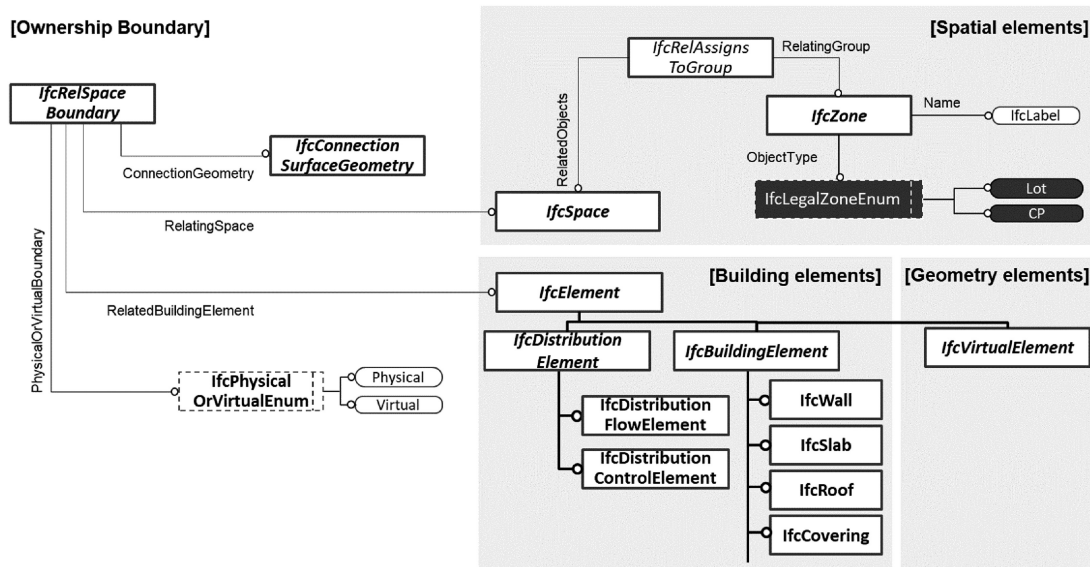 [Ownership Boundary]
[Spatial elements]
IfcRelAssigns
ToGroup
RelatingGroup
IfcRelSpace
Boundary
RelatedObjects
IfcZone
Name
IfcLabel
IfcConnection
SurfaceGeometry
ConnectionGeometry
ObjectType
IfcLegalZoneEnum
Lot
CP
IfcSpace
RelatingSpace
PhysicalOrVirtualBoundary
[Building elements]
[Geometry elements]
IfcElement
RelatedBuildingElement
IfcDistribution
Element
IfcBuildingElement
IfcVirtualElement
IfcPhysical
OrVirtualEnum
Physical
Virtual
IfcDistribution
FlowElement
IfcDistribution
ControlElement
IfcWall
IfcSlab
IfcRoof
IfcCovering